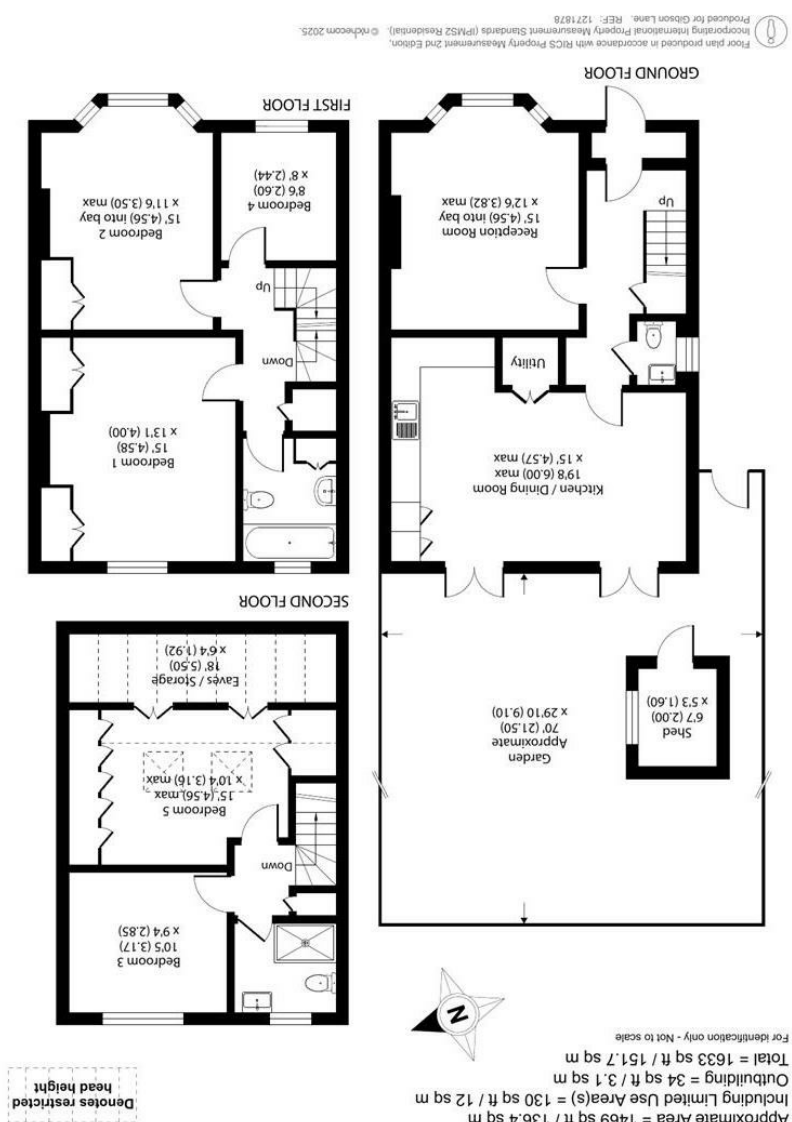 Approximate Area = 1469 sq ft / 136.4 sq m
Including Limited Use Area(s) = 130 sq ft / 12 sq m
Outbuilding = 34 sq ft / 3.1 sq m
Total = 1633 sq ft / 151.7 sq m
For identification only - Not to scale
Denotes restricted
head height
N
Garden
70' (21.50)
Approximate
x 29'10 (9.10)
Shed
6'7 (2.00)
x 5'3 (1.60)
Kitchen / Dining Room
19'8 (6.00) max
x 15' (4.57) max
Utility
Up
Reception Room
15' (4.56) into bay
x 12'6 (3.82) max
GROUND FLOOR
Bedroom 3
10'5 (3.17)
x 9'4 (2.85)
Down
Bedroom 5
15' (4.56) max
x 10'4 (3.16) max
Eaves / Storage
18' (5.50)
x 6'4 (1.92)
SECOND FLOOR
Bedroom 1
15' (4.58)
x 13'1 (4.00)
Down
Up
Bedroom 2
15' (4.56) into bay
x 11'6 (3.50) max
Bedroom 4
8'6 (2.60)
x 8' (2.44)
FIRST FLOOR
Floor plan produced in accordance with RICS Property Measurement 2nd Edition,
Incorporating International Property Measurement Standards (IPMS2 Residential). © nichecom 2025.
Produced for Gibson Lane. REF: 1271878